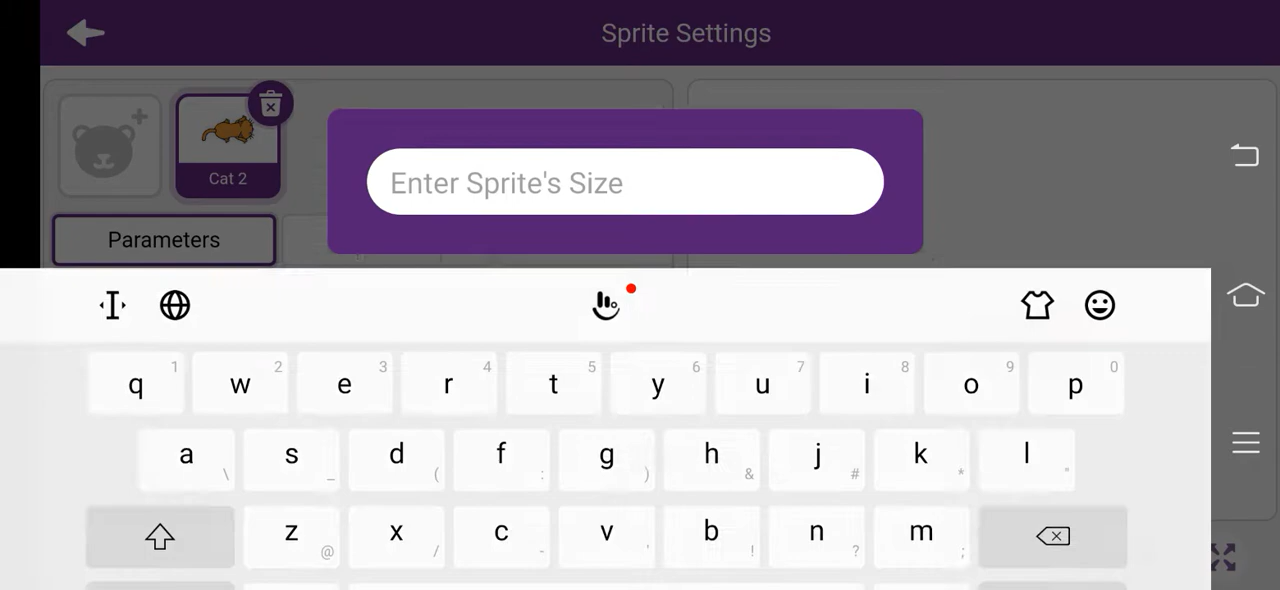 Sprite Settings
Cat 2
Enter Sprite's Size
Parameters
1 2 3 4 5 6 7 8 9 0
q w e r t y u i o p
a s d f g h j k l
\ _ ( : ) & # * "
z x c v b n m
@ / - ' ! ? ;